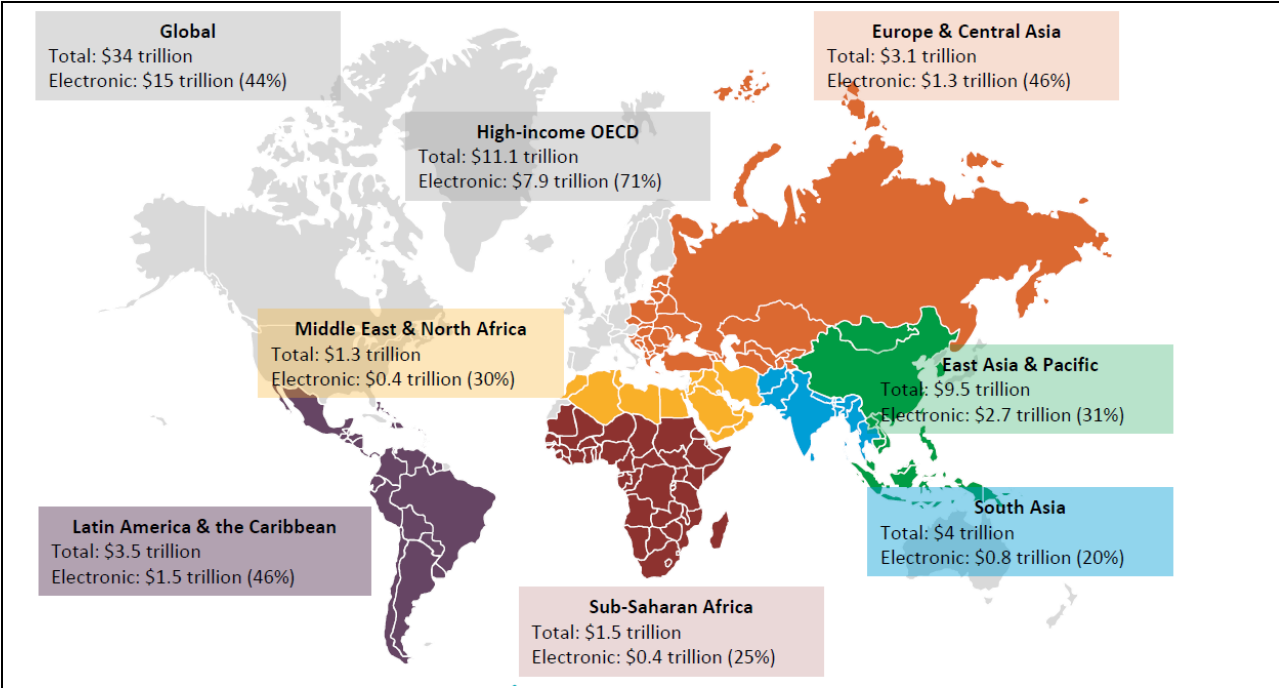 Global
Total: $34 trillion
Electronic: $15 trillion (44%)
Europe & Central Asia
Total: $3.1 trillion
Electronic: $1.3 trillion (46%)
High-income OECD
Total: $11.1 trillion
Electronic: $7.9 trillion (71%)
Middle East & North Africa
Total: $1.3 trillion
Electronic: $0.4 trillion (30%)
East Asia & Pacific
Total: $9.5 trillion
Electronic: $2.7 trillion (31%)
South Asia
Total: $4 trillion
Electronic: $0.8 trillion (20%)
Latin America & the Caribbean
Total: $3.5 trillion
Electronic: $1.5 trillion (46%)
Sub-Saharan Africa
Total: $1.5 trillion
Electronic: $0.4 trillion (25%)